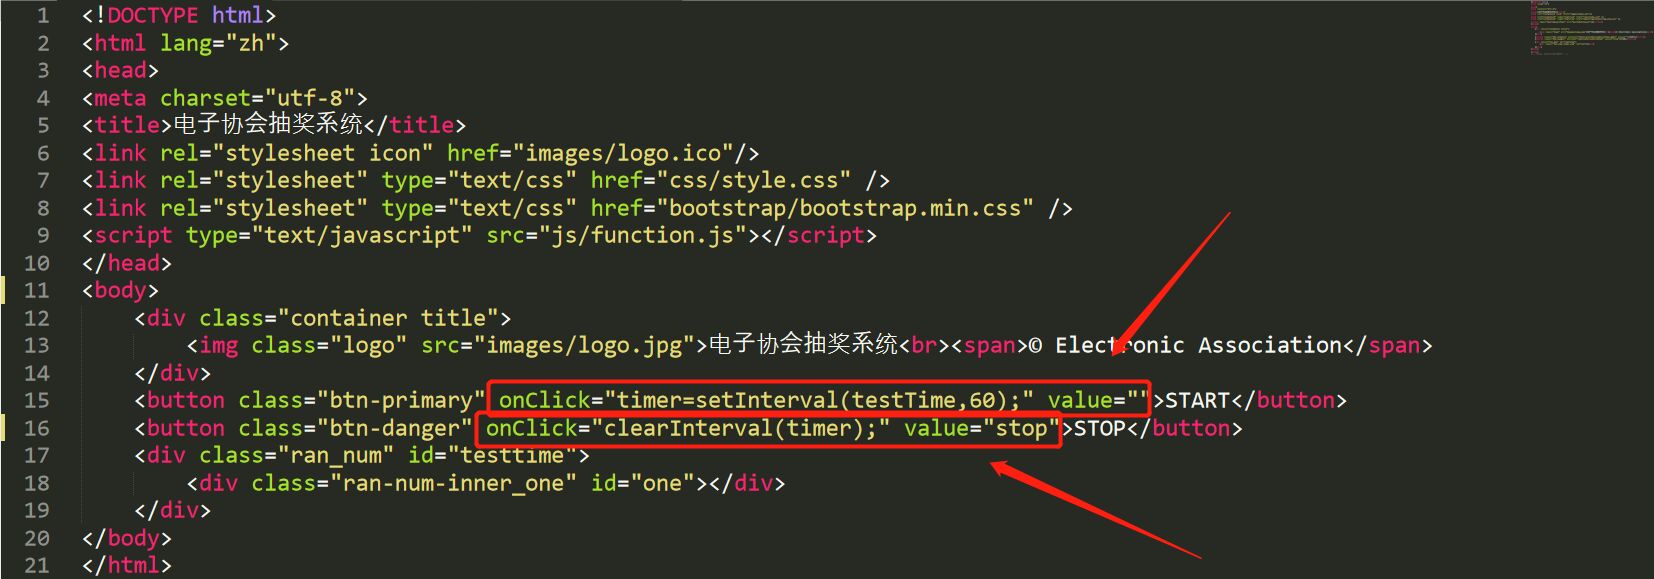 1 <!DOCTYPE html>
2 <html lang="zh">
3 <head>
4 <meta charset="utf-8">
5 <title>电子协会抽奖系统</title>
6 <link rel="stylesheet icon" href="images/logo.ico"/>
7 <link rel="stylesheet" type="text/css" href="css/style.css" />
8 <link rel="stylesheet" type="text/css" href="bootstrap/bootstrap.min.css" />
9 <script type="text/javascript" src="js/function.js"></script>
10 </head>
11 <body>
12     <div class="container title">
13         <img class="logo" src="images/logo.jpg">电子协会抽奖系统<br><span>© Electronic Association</span>
14     </div>
15     <button class="btn-primary" onClick="timer=setInterval(testTime,60);" value="">START</button>
16     <button class="btn-danger" onClick="clearInterval(timer);" value="stop">STOP</button>
17     <div class="ran_num" id="testtime">
18         <div class="ran-num-inner_one" id="one"></div>
19     </div>
20 </body>
21 </html>